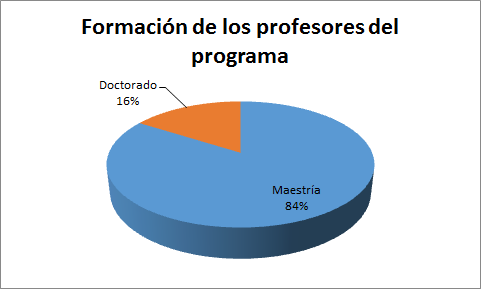 Formación de los profesores del
programa
Doctorado
16%
Maestría
84%